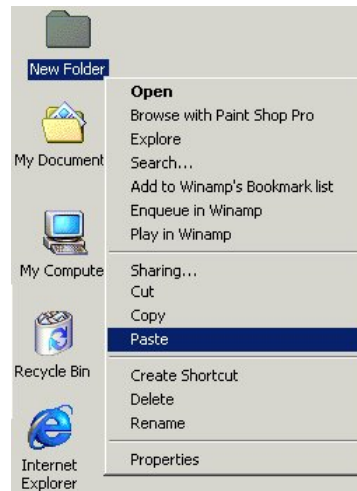 New Folder
Open
Browse with Paint Shop Pro
Explore
Search...
Add to Winamp's Bookmark list
Enqueue in Winamp
Play in Winamp
Sharing...
Cut
Copy
Paste
Create Shortcut
Delete
Rename
Properties
My Document
My Compute
Recycle Bin
Internet
Explorer